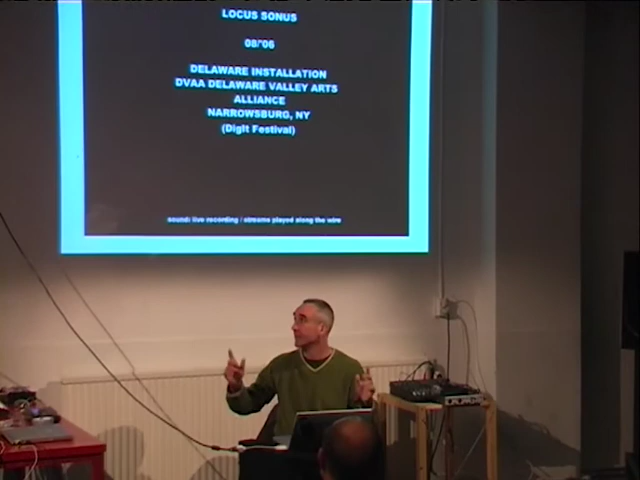 LOCUS SONUS
08/'06
DELAWARE INSTALLATION
DVAA DELAWARE VALLEY ARTS
ALLIANCE
NARROWSBURG, NY
(DigIt Festival)
sound: live recording / streams played along the wire